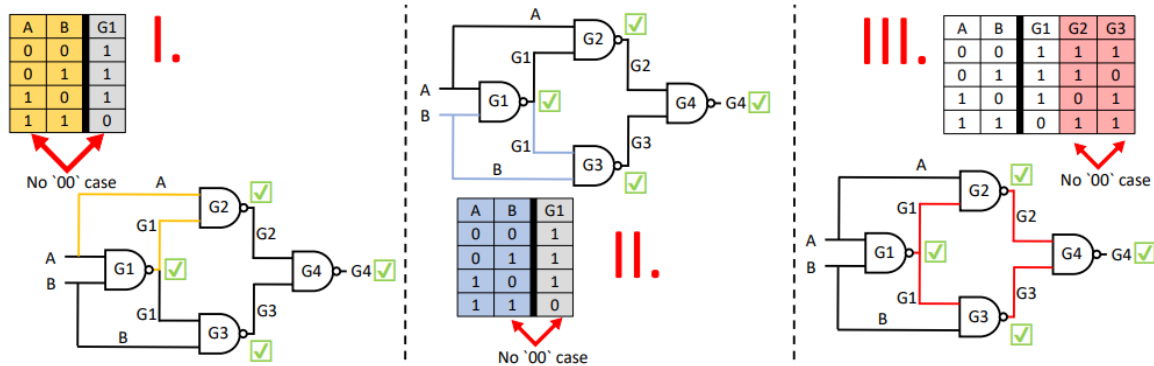 I.
A B G1
0 0 1
0 1 1
1 0 1
1 1 0
No `00` case
A
G2
G1
G2
A
G1
G4
G4
B
G1
G3
G3
B
A
G2
G1
G2
A
G1
G4
G4
B
G1
G3
G3
B
A B G1
0 0 1
0 1 1
1 0 1
1 1 0
II.
No `00` case
III.
A B G1 G2 G3
0 0 1 1 1
0 1 1 1 0
1 0 1 0 1
1 1 0 1 1
No `00` case
A
G2
G1
G2
A
G1
G4
G4
B
G1
G3
G3
B